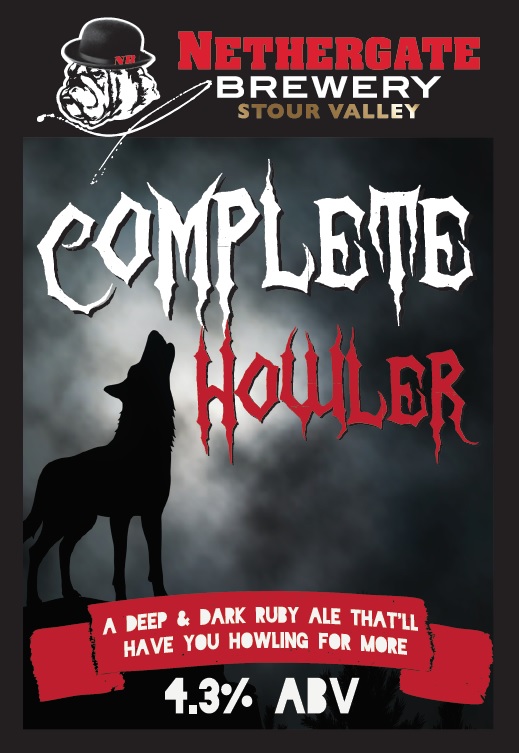 NETHERGATE
BREWERY
STOUR VALLEY
COMPLETE
HOWLER
A DEEP & DARK RUBY ALE THAT'LL
HAVE YOU HOWLING FOR MORE
4.3% ABV